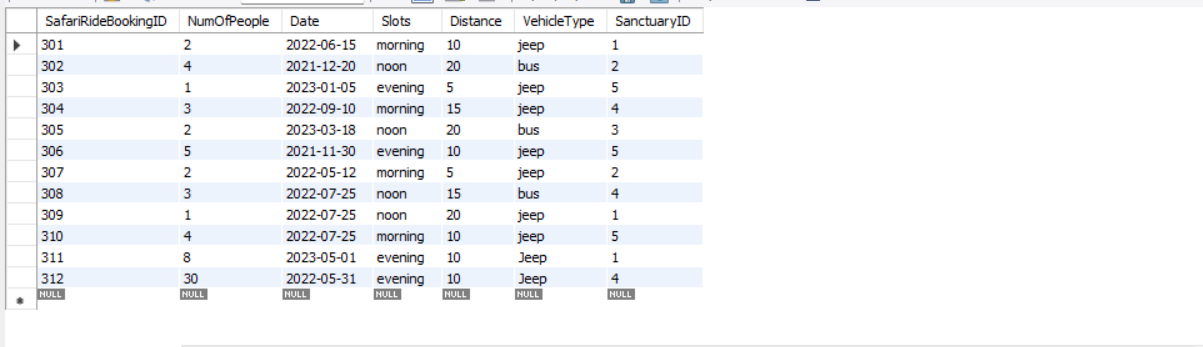 SafariRideBookingID NumOfPeople Date Slots Distance VehicleType SanctuaryID
301 2 2022-06-15 morning 10 jeep 1
302 4 2021-12-20 noon 20 bus 2
303 1 2023-01-05 evening 5 jeep 5
304 3 2022-09-10 morning 15 jeep 4
305 2 2023-03-18 noon 20 bus 3
306 5 2021-11-30 evening 10 jeep 5
307 2 2022-05-12 morning 5 jeep 2
308 3 2022-07-25 noon 15 bus 4
309 1 2022-07-25 noon 20 jeep 1
310 4 2022-07-25 morning 10 jeep 5
311 8 2023-05-01 evening 10 Jeep 1
312 30 2022-05-31 evening 10 Jeep 4
NULL NULL NULL NULL NULL NULL NULL